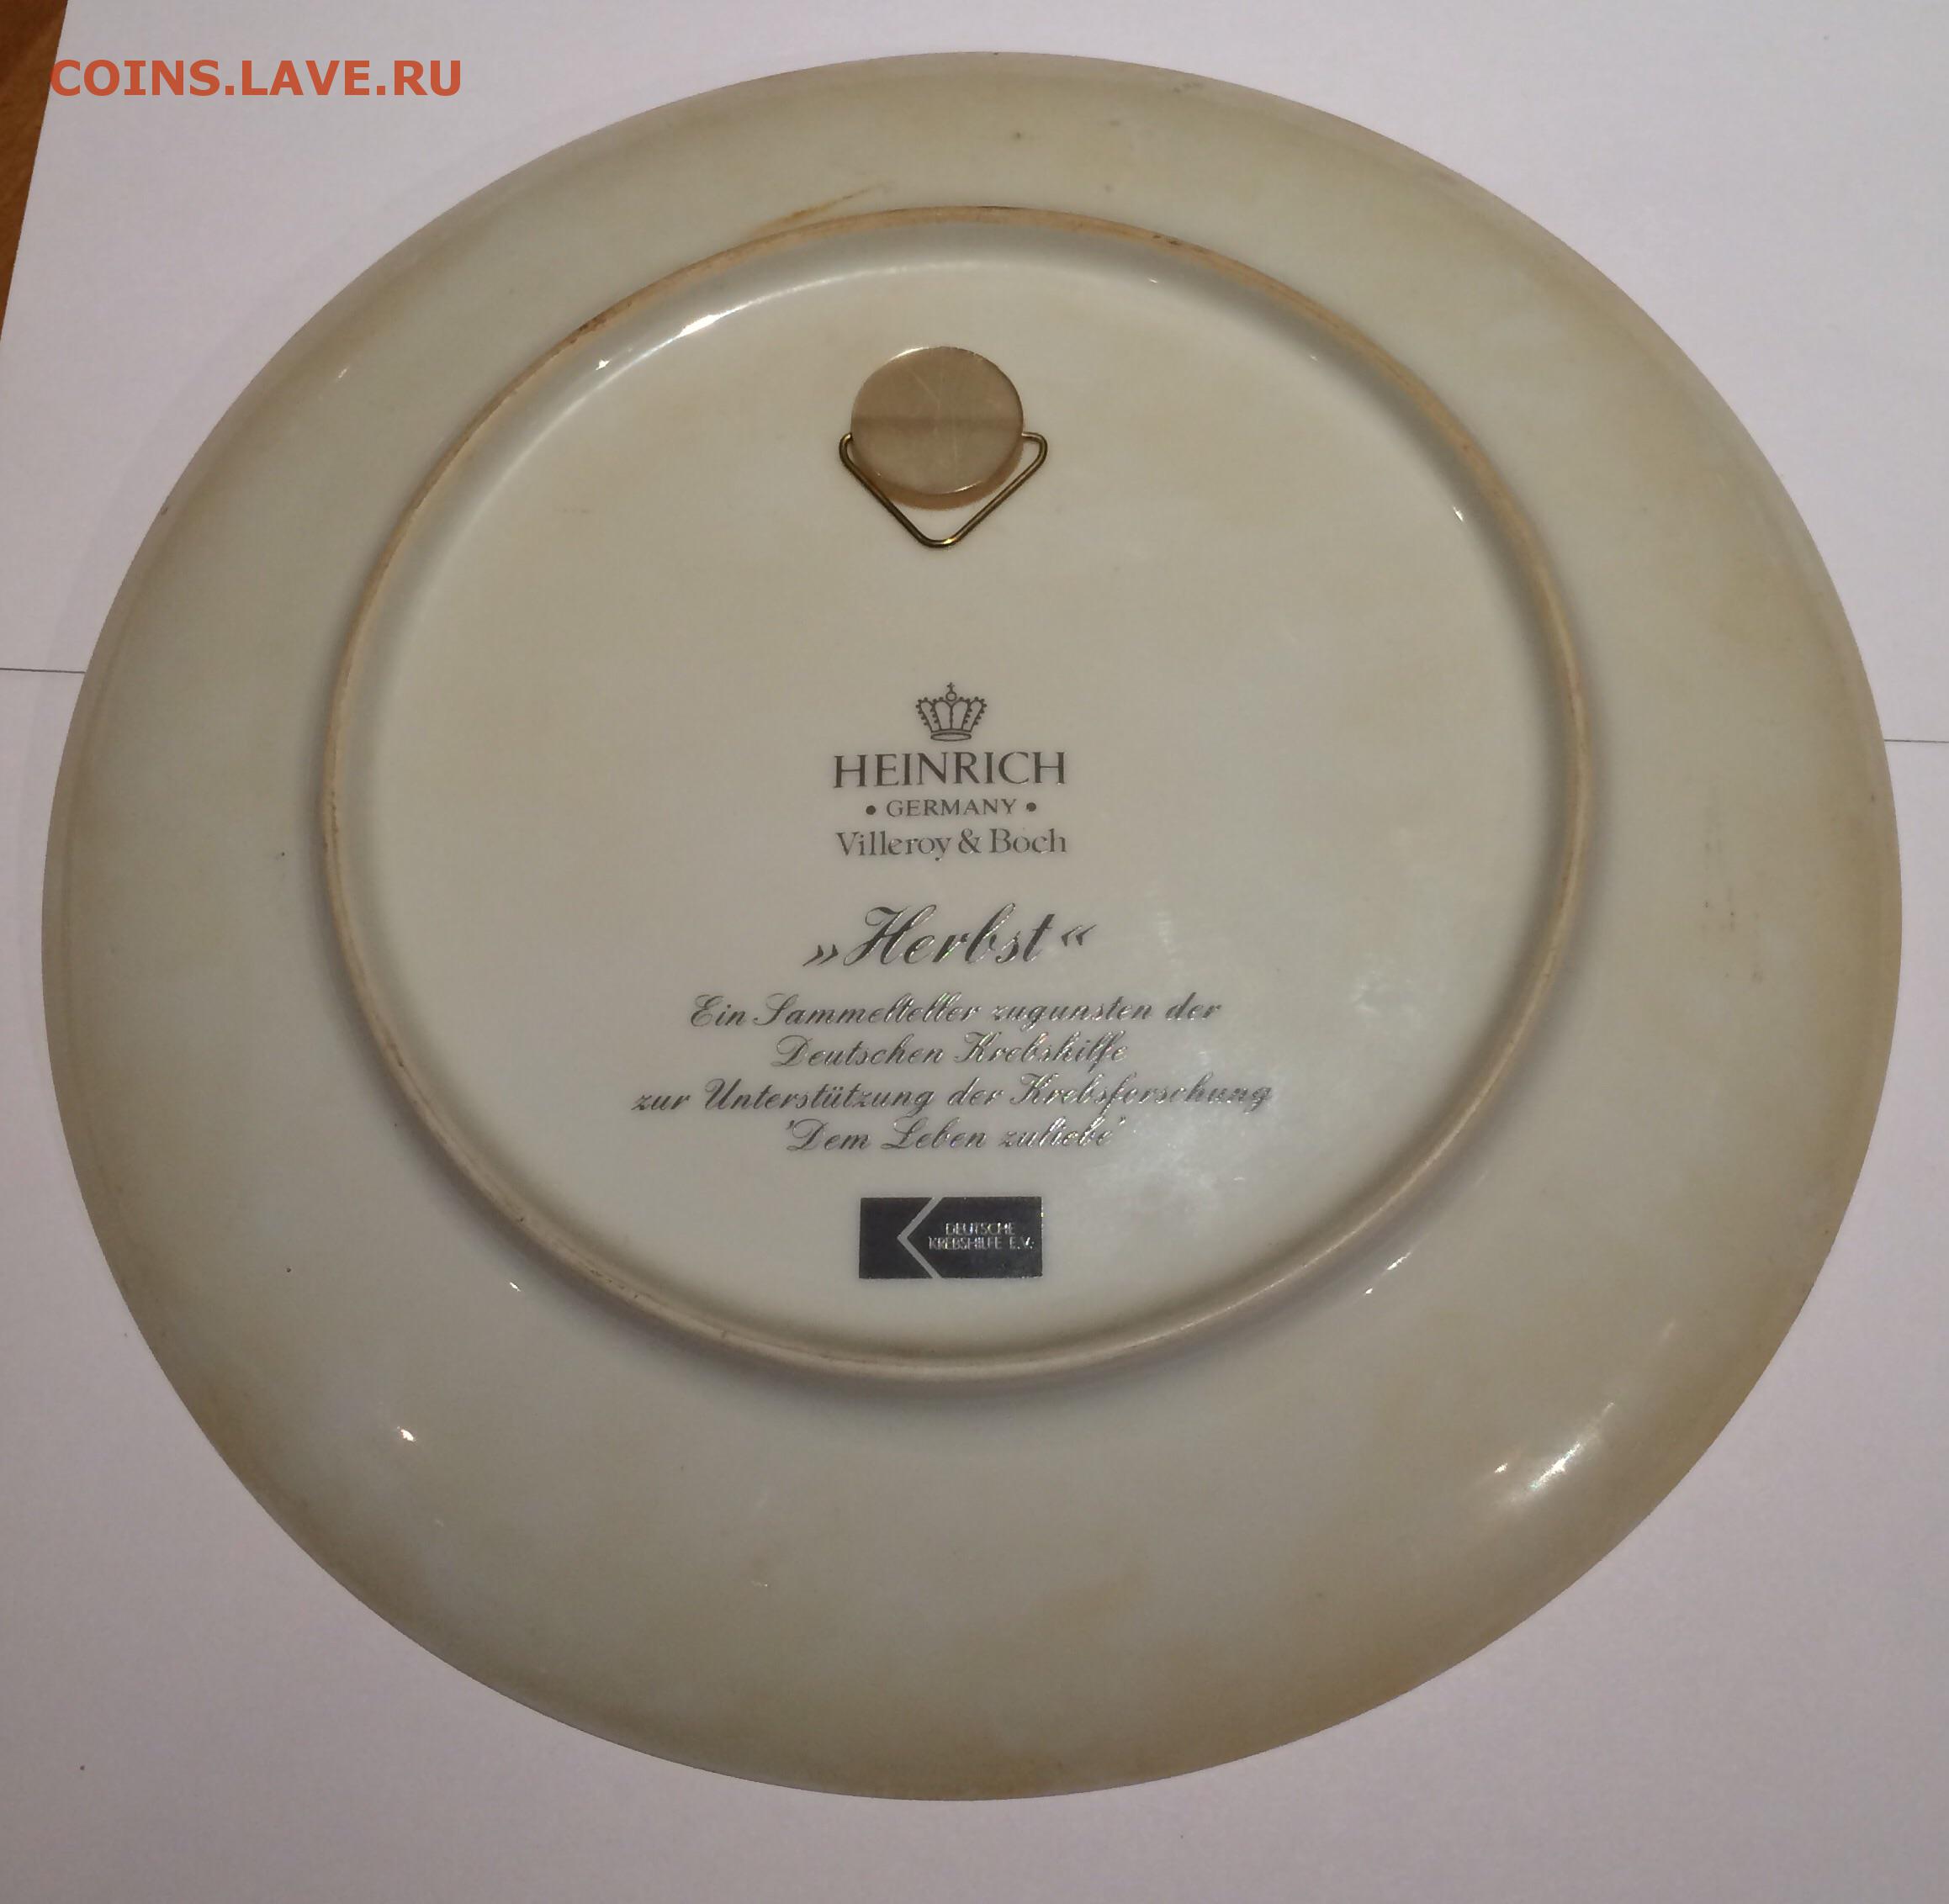 COINS.LAVE.RU
HEINRICH
• GERMANY •
Villeroy & Boch
»Herbst«
Ein Sammelteller zugunsten der
Deutschen Krebshilfe
zur Unterstützung der Krebsforschung
'Dem Leben zuliebe'
DEUTSCHE
KREBSHILFE E.V.